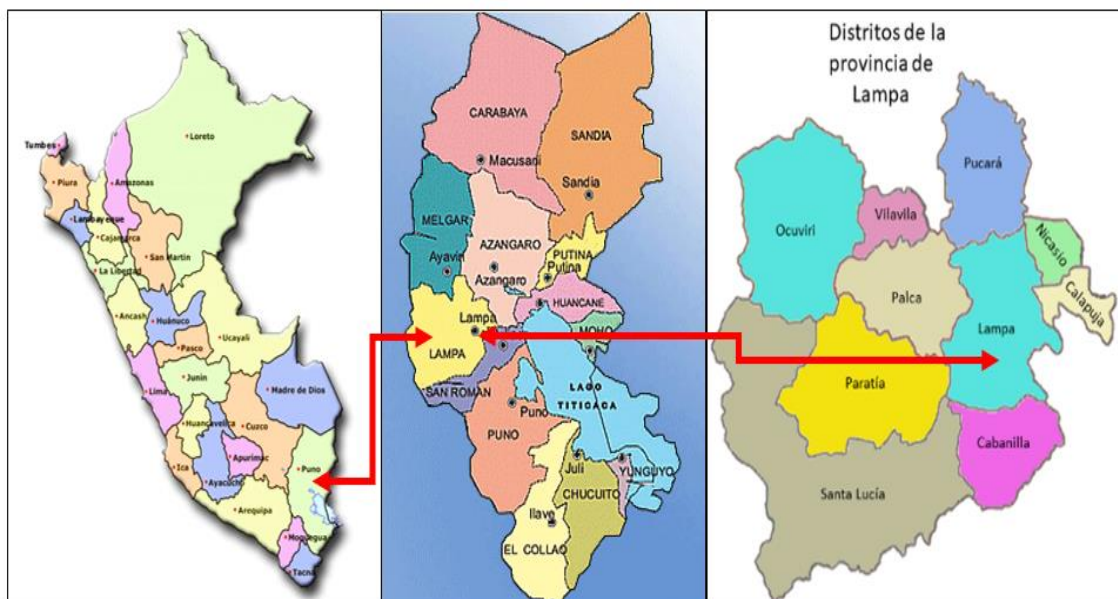 Loreto
Tumbes
Piura
Amazonas
Lambayeque
Cajamarca
San Martin
La Libertad
Ancash
Huánuco
Ucayali
Pasco
Junin
Lima
Madre de Dios
Huancavelica
Cuzco
Ica
Apurimac
Ayacucho
Puno
Arequipa
Moquegua
Tacna
CARABAYA
SANDIA
Macusani
Sandia
MELGAR
AZANGARO
Ayaviri
PUTINA
Putina
Azangaro
HUANCANE
Lampa
MOHO
LAMPA
SAN ROMAN
LAGO
TITICACA
Puno
PUNO
Juli
YUNGUYO
CHUCUITO
Ilave
EL COLLAO
Distritos de la
provincia de
Lampa
Pucará
Vilavila
Ocuviri
Nicasio
Palca
Calapuja
Lampa
Paratía
Cabanilla
Santa Lucía